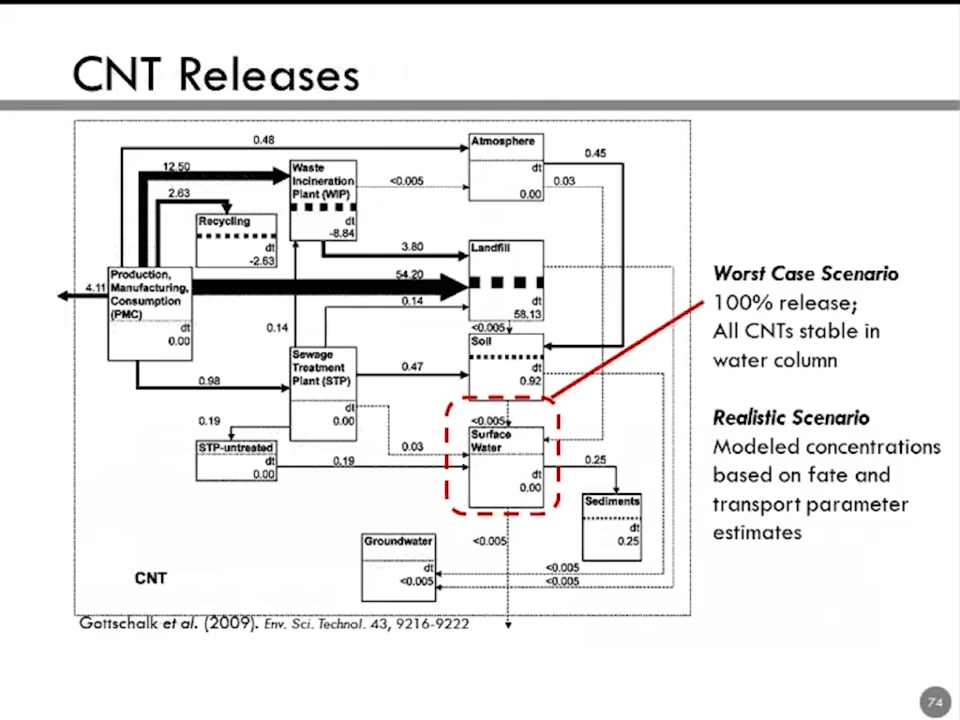 CNT Releases
0.48
Atmosphere
dt
0.00
0.45
0.03
12.50
2.63
Waste
Incineration
Plant (WIP)
dt
-8.84
<0.005
Recycling
dt
-2.63
3.80
Landfill
dt
58.13
4.11
Production,
Manufacturing,
Consumption
(PMC)
dt
0.00
54.20
0.14
0.14
<0.005
Soil
dt
0.92
Sewage
Treatment
Plant (STP)
dt
0.00
0.47
0.98
0.19
STP-untreated
dt
0.00
0.03
0.19
<0.005
Surface
Water
dt
0.00
0.25
Sediments
dt
0.25
<0.005
Groundwater
dt
<0.005
<0.005
<0.005
CNT
Worst Case Scenario
100% release;
All CNTs stable in
water column
Realistic Scenario
Modeled concentrations
based on fate and
transport parameter
estimates
Gottschalk et al. (2009). Env. Sci. Technol. 43, 9216-9222
74